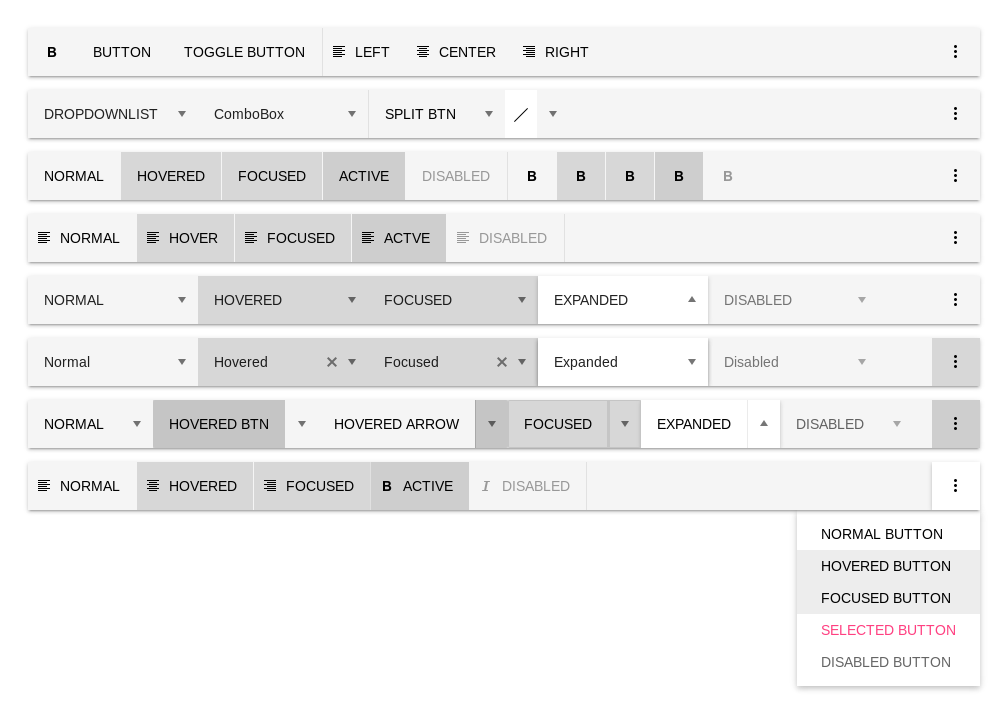 B BUTTON TOGGLE BUTTON LEFT CENTER RIGHT
DROPDOWNLIST ComboBox SPLIT BTN
NORMAL HOVERED FOCUSED ACTIVE DISABLED B B B B B
NORMAL HOVER FOCUSED ACTVE DISABLED
NORMAL HOVERED FOCUSED EXPANDED DISABLED
Normal Hovered Focused Expanded Disabled
NORMAL HOVERED BTN HOVERED ARROW FOCUSED EXPANDED DISABLED
NORMAL HOVERED FOCUSED B ACTIVE I DISABLED
NORMAL BUTTON
HOVERED BUTTON
FOCUSED BUTTON
SELECTED BUTTON
DISABLED BUTTON